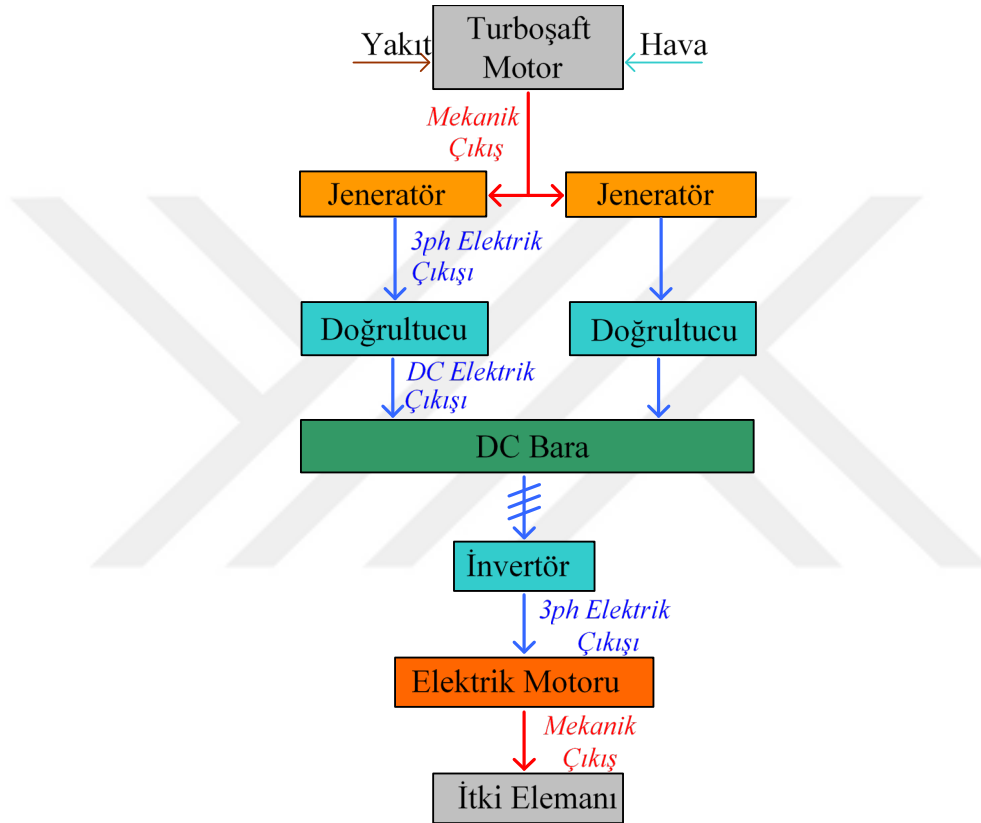 Turboşaft
Motor
Yakıt
Hava
Mekanik
Çıkış
Jeneratör
Jeneratör
3ph Elektrik
Çıkışı
Doğrultucu
Doğrultucu
DC Elektrik
Çıkışı
DC Bara
İnvertör
3ph Elektrik
Çıkışı
Elektrik Motoru
Mekanik
Çıkış
İtki Elemanı